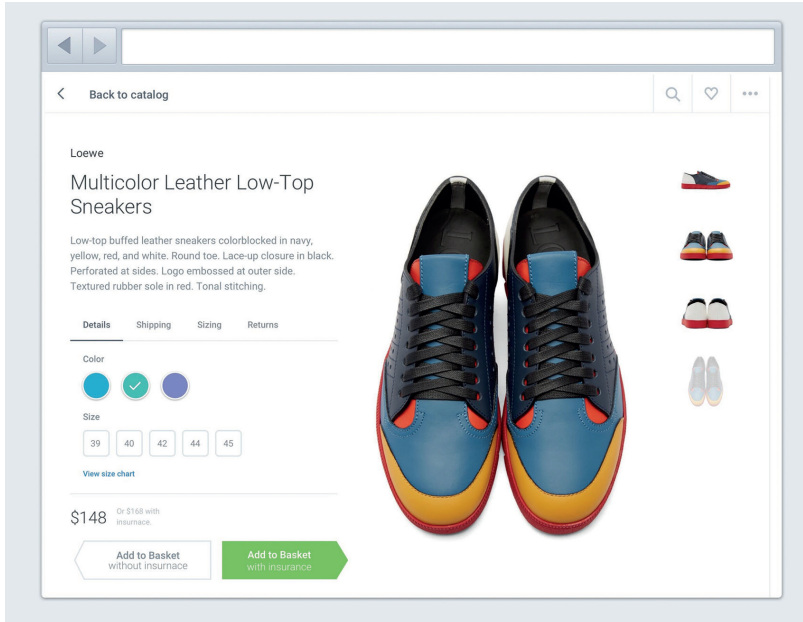 Back to catalog
Loewe
Multicolor Leather Low-Top
Sneakers
Low-top buffed leather sneakers colorblocked in navy,
yellow, red, and white. Round toe. Lace-up closure in black.
Perforated at sides. Logo embossed at outer side.
Textured rubber sole in red. Tonal stitching.
Details Shipping Sizing Returns
Color
Size
39 40 42 44 45
View size chart
$148 Or $168 with
Insurnace.
Add to Basket
without insurnace
Add to Basket
with insurance